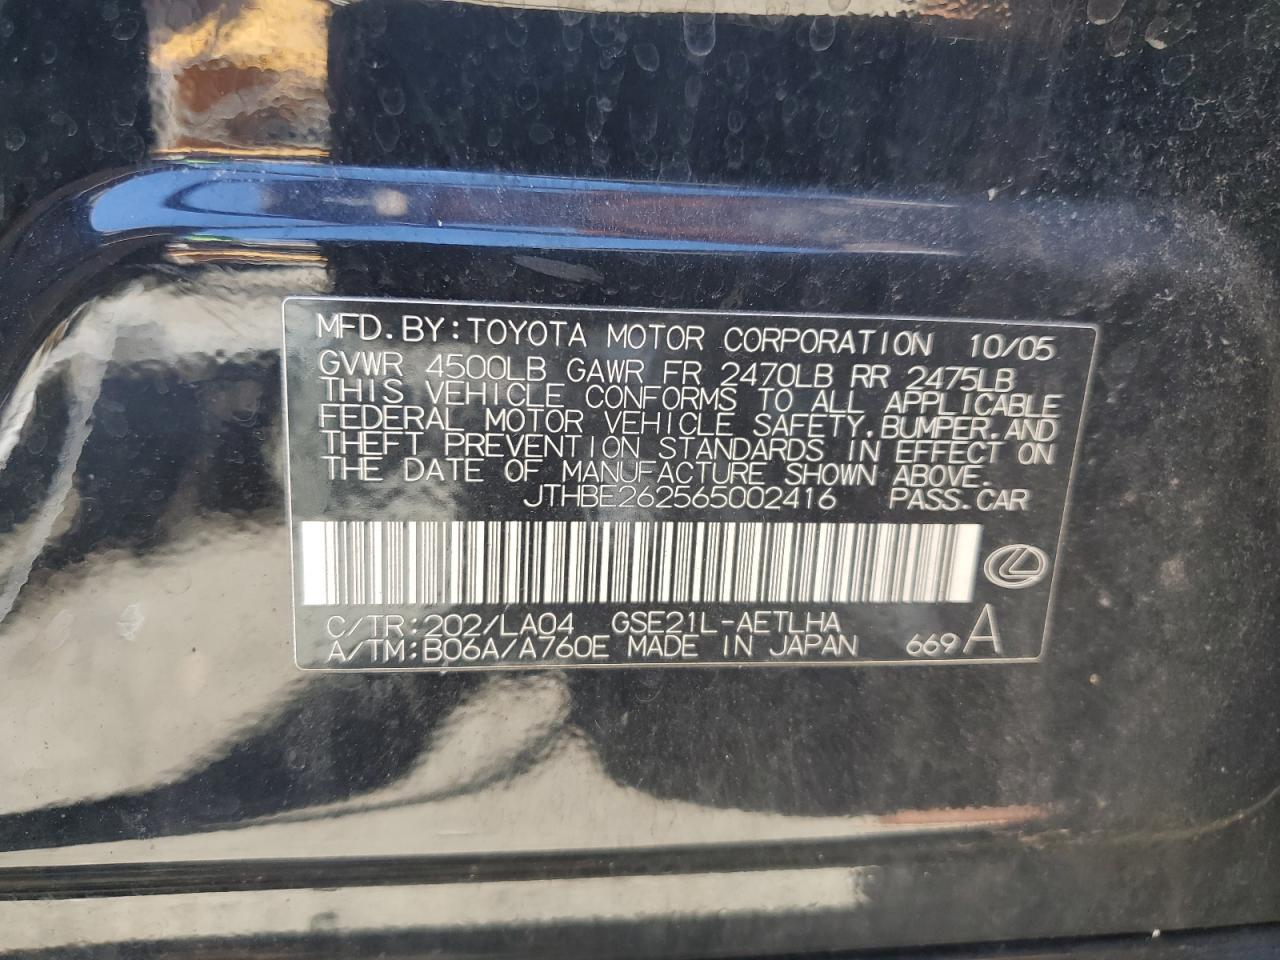 MFD.BY:TOYOTA MOTOR CORPORATION 10/05
GVWR 4500LB GAWR FR 2470LB RR 2475LB
THIS VEHICLE CONFORMS TO ALL APPLICABLE
FEDERAL MOTOR VEHICLE SAFETY,BUMPER,AND
THEFT PREVENTION STANDARDS IN EFFECT ON
THE DATE OF MANUFACTURE SHOWN ABOVE.
JTHBE262565002416 PASS.CAR
C/TR:202/LA04 GSE21L-AETLHA
A/TM:B06A/A760E MADE IN JAPAN 669 A